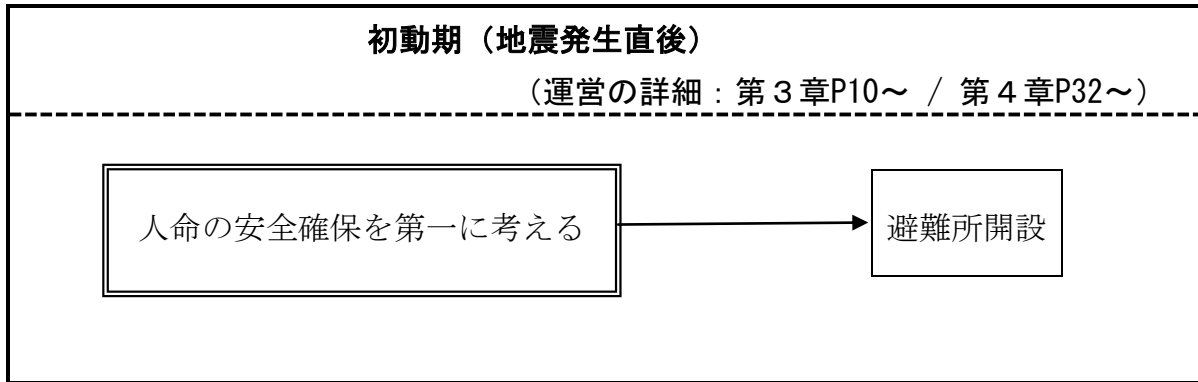 初動期（地震発生直後）
（運営の詳細：第３章P10～ / 第４章P32～）
人命の安全確保を第一に考える
避難所開設